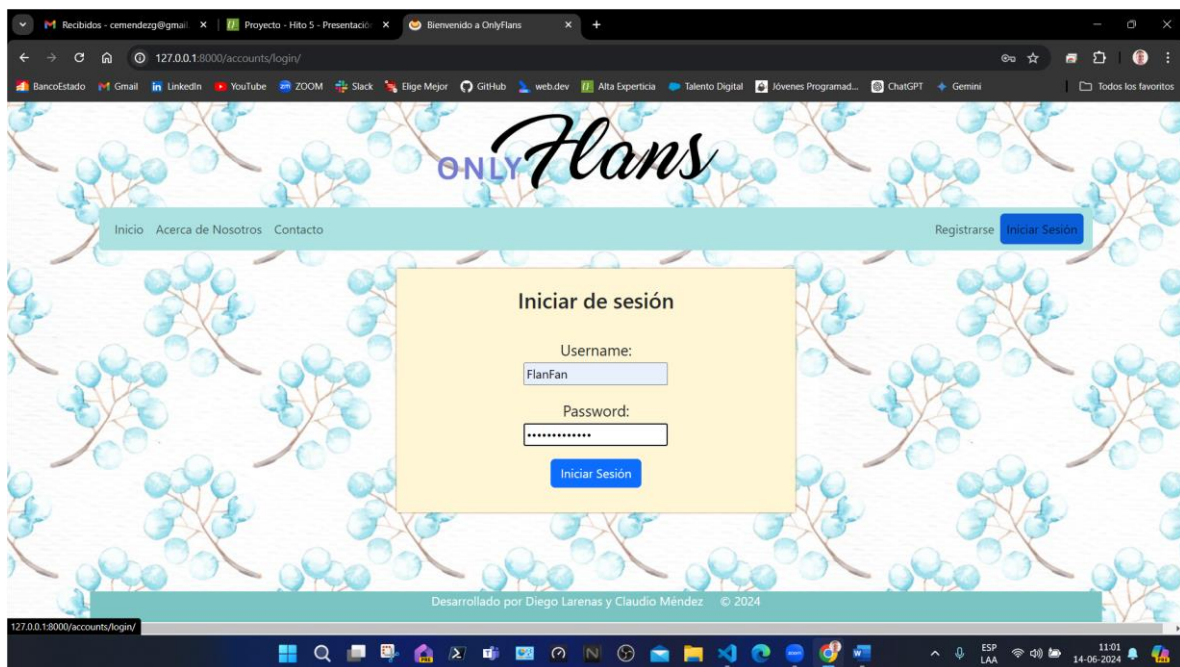 Recibidos - cemendezg@gmail.
Proyecto - Hito 5 - Presentació
Bienvenido a OnlyFlans
127.0.0.1:8000/accounts/login/
BancoEstado Gmail LinkedIn YouTube ZOOM Slack Elige Mejor GitHub web.dev Alta Experticia Talento Digital Jóvenes Programad... ChatGPT Gemini Todos los favoritos
ONLY Flans
Inicio Acerca de Nosotros Contacto Registrarse Iniciar Sesión
Iniciar de sesión
Username:
FlanFan
Password:
•••••••••••••
Iniciar Sesión
Desarrollado por Diego Larenas y Claudio Méndez © 2024
127.0.0.1:8000/accounts/login/
ESP
LAA
11:01
14-06-2024